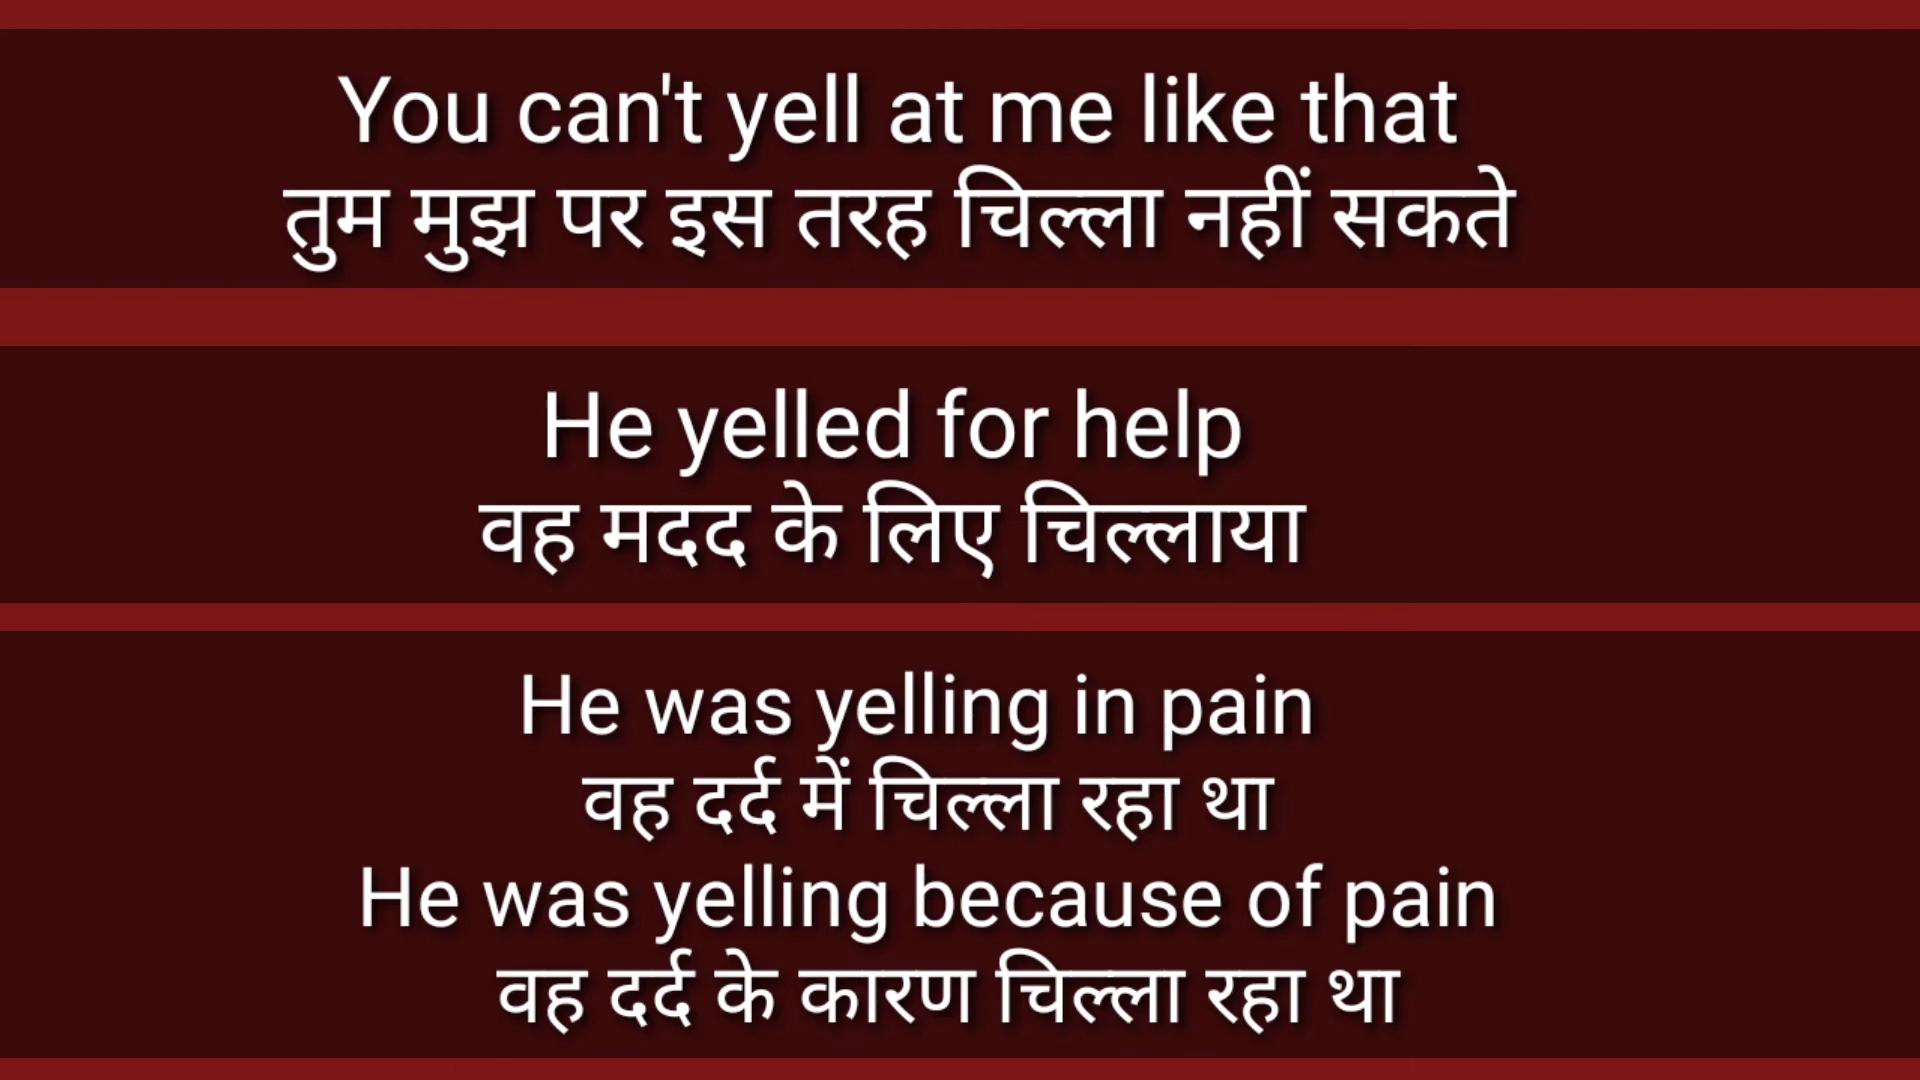 You can't yell at me like that
तुम मुझ पर इस तरह चिल्ला नहीं सकते
He yelled for help
वह मदद के लिए चिल्लाया
He was yelling in pain
वह दर्द में चिल्ला रहा था
He was yelling because of pain
वह दर्द के कारण चिल्ला रहा था